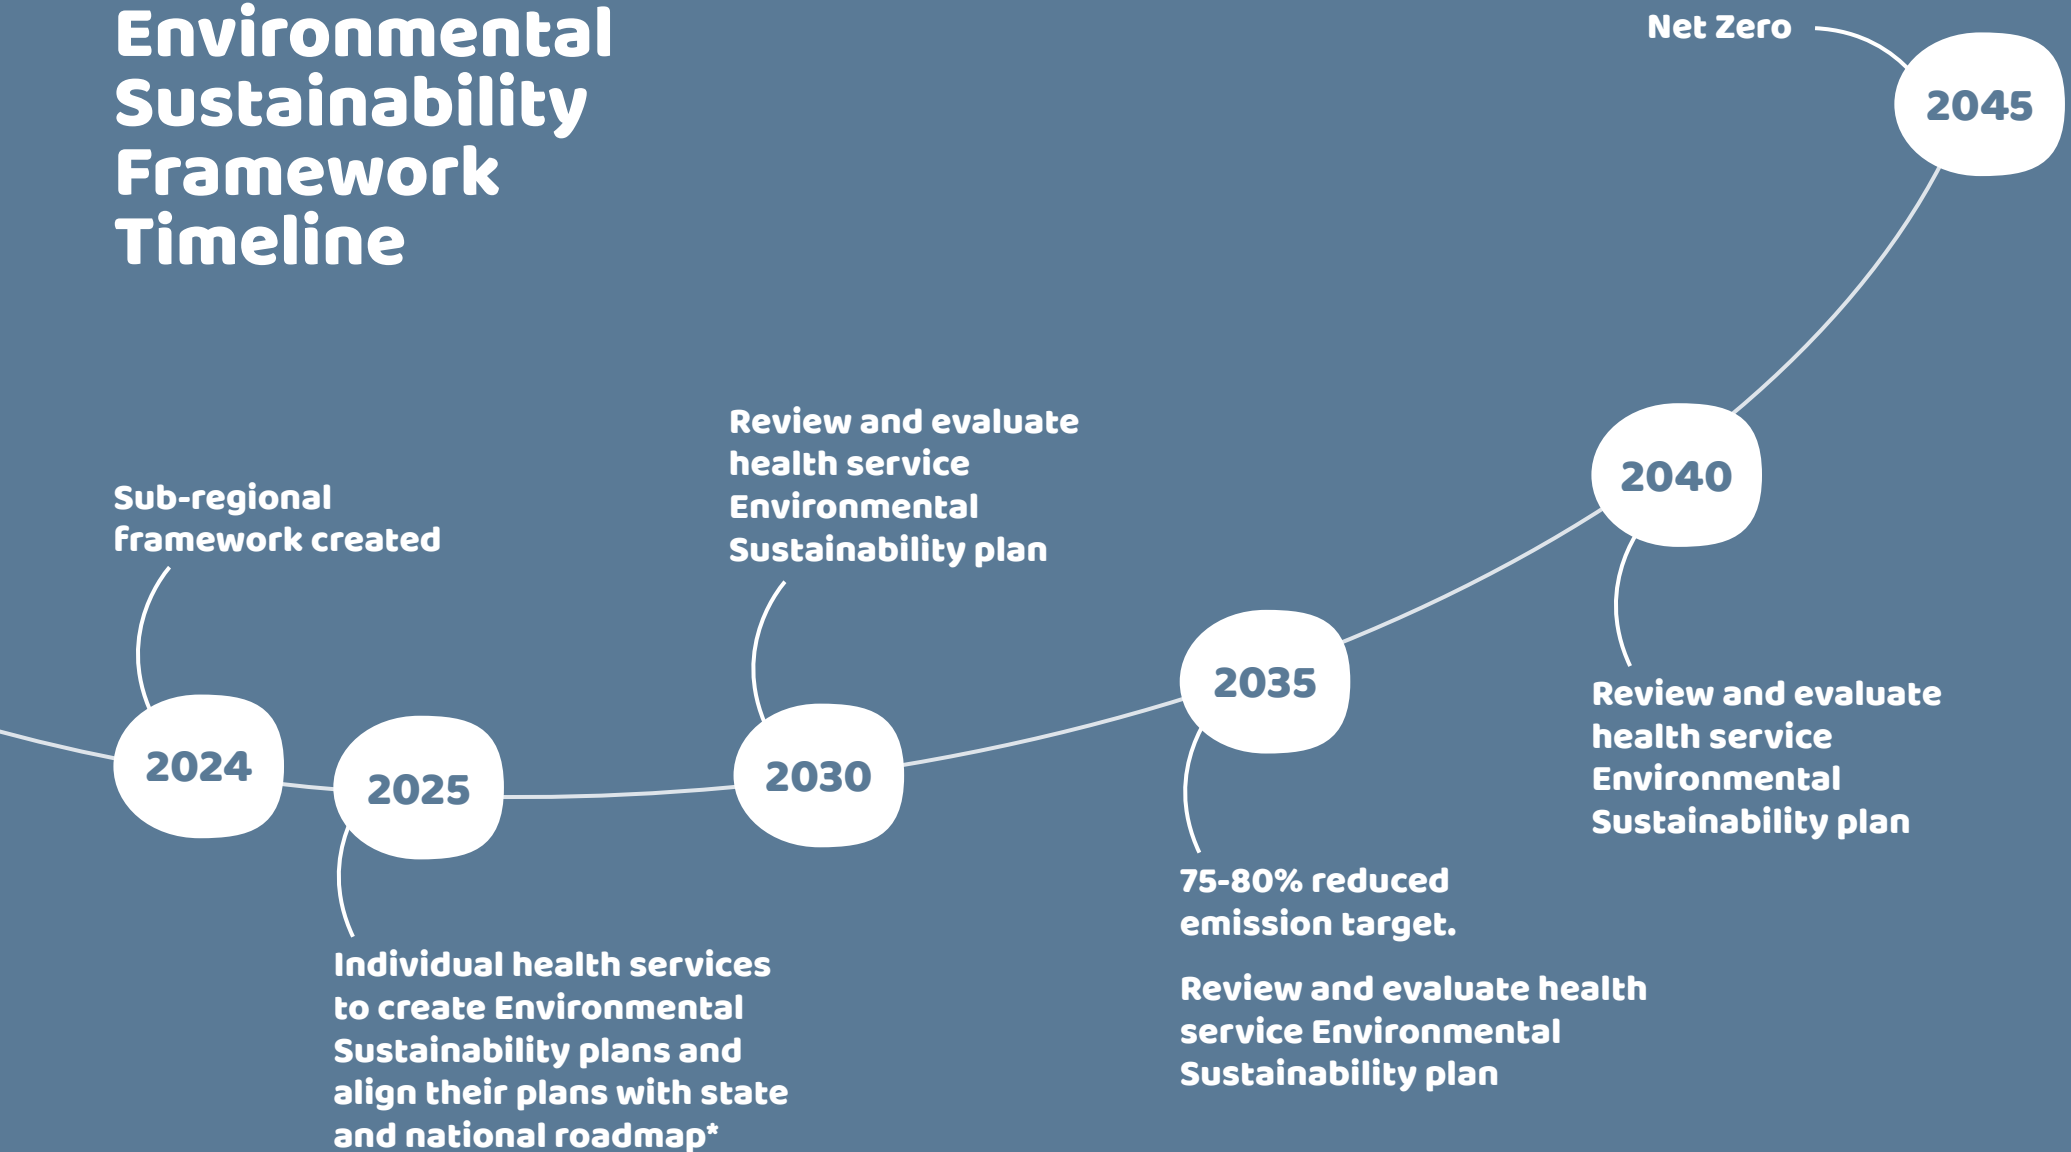 Environmental
Sustainability
Framework
Timeline
Net Zero
2045
Sub-regional
framework created
2024
2025
Individual health services
to create Environmental
Sustainability plans and
align their plans with state
and national roadmap*
Review and evaluate
health service
Environmental
Sustainability plan
2030
2035
75-80% reduced
emission target.
Review and evaluate health
service Environmental
Sustainability plan
2040
Review and evaluate
health service
Environmental
Sustainability plan